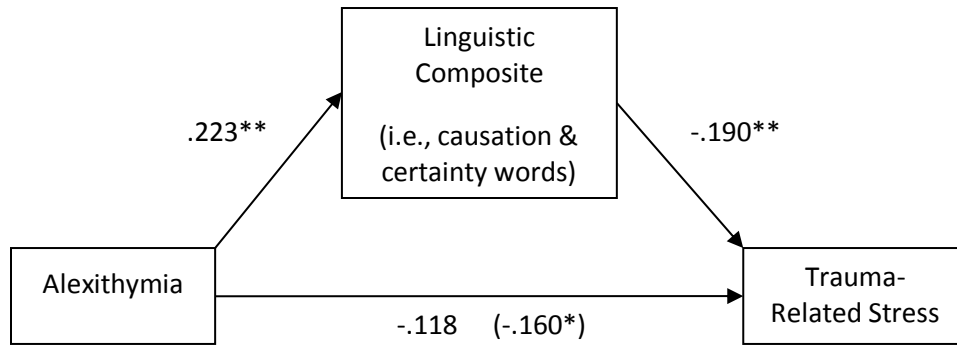 Linguistic
Composite
(i.e., causation &
certainty words)
.223**
-.190**
Alexithymia
Trauma-
Related Stress
-.118 (-.160*)